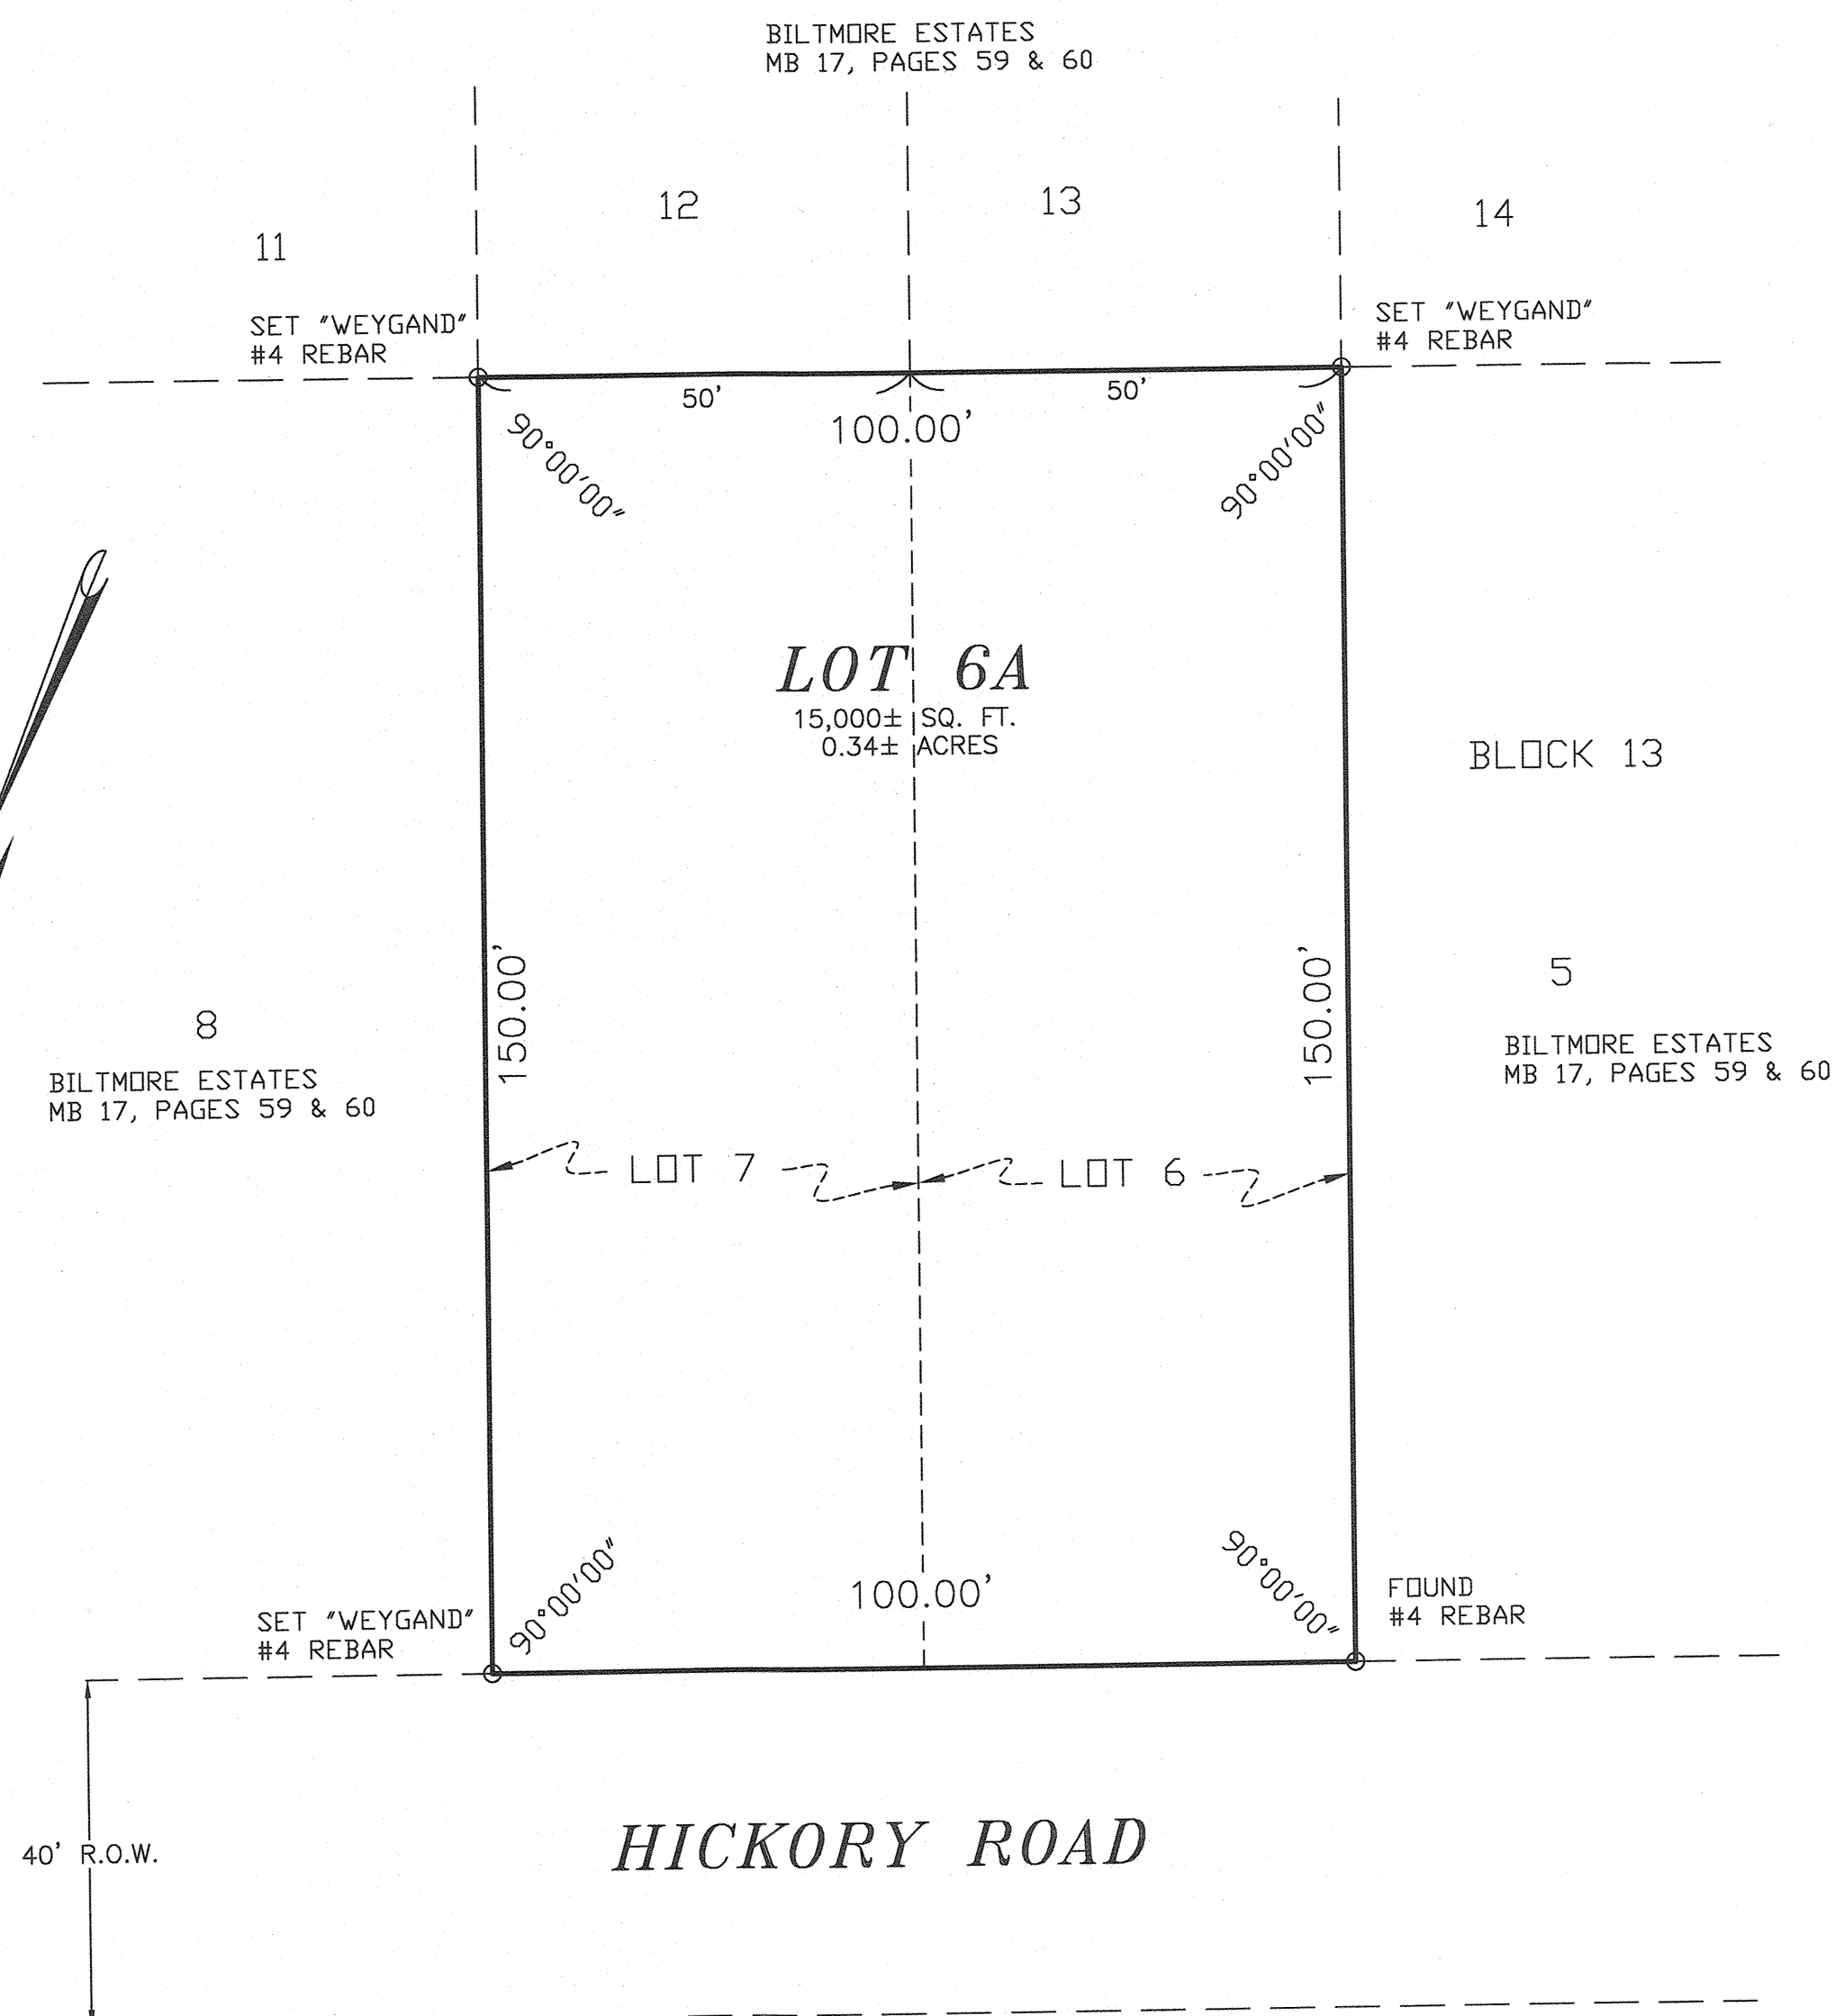 BILTMORE ESTATES
MB 17, PAGES 59 & 60
12
13
14
11
SET "WEYGAND"
#4 REBAR
SET "WEYGAND"
#4 REBAR
50'
50'
100.00'
90°00'00"
90°00'00"
LOT 6A
15,000± SQ. FT.
0.34± ACRES
BLOCK 13
150.00'
150.00'
5
8
BILTMORE ESTATES
MB 17, PAGES 59 & 60
BILTMORE ESTATES
MB 17, PAGES 59 & 60
LOT 7
LOT 6
90°00'00"
90°00'00"
100.00'
FOUND
#4 REBAR
SET "WEYGAND"
#4 REBAR
40' R.O.W.
HICKORY ROAD